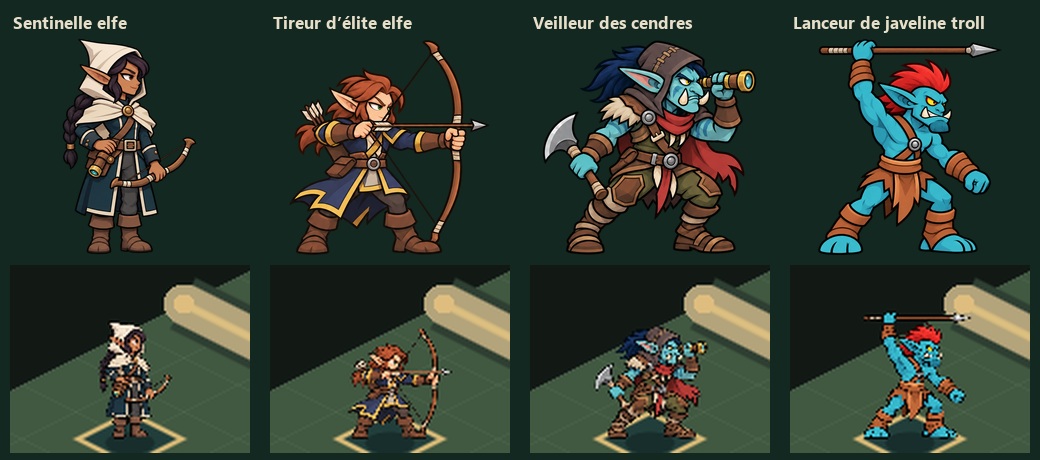 Sentinelle elfe
Tireur d’élite elfe
Veilleur des cendres
Lanceur de javeline troll